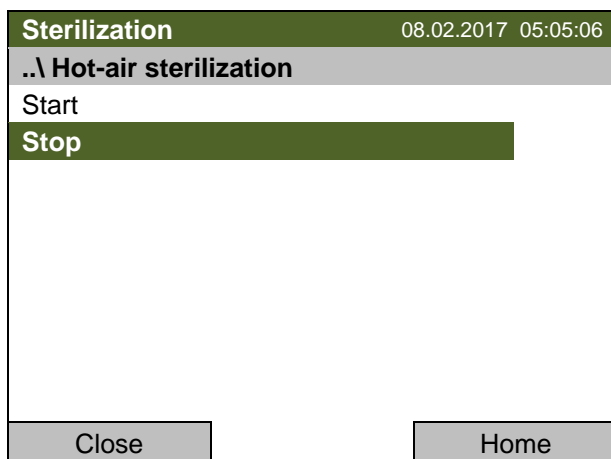 Sterilization 08.02.2017 05:05:06
..\ Hot-air sterilization
Start
Stop
Close Home